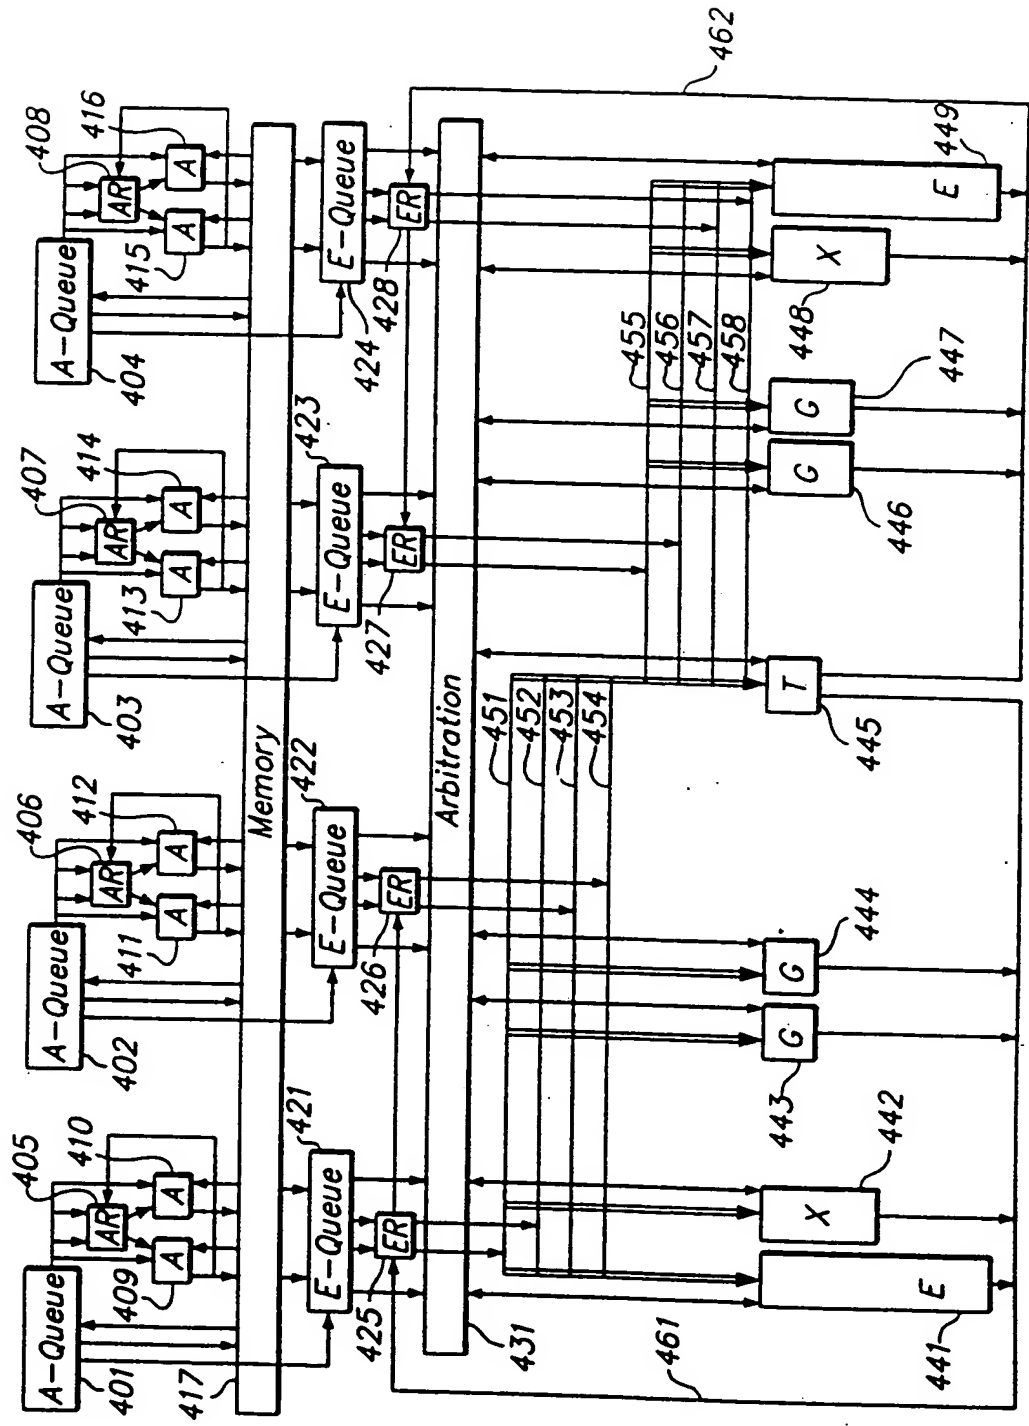 A-Queue
401
405
AR
410
409
A
A
A-Queue
402
406
AR
412
411
A
A
A-Queue
403
407
AR
414
413
A
A
A-Queue
404
408
AR
416
415
A
A
417
Memory
421
E-Queue
425
ER
422
E-Queue
426
ER
423
E-Queue
427
ER
424
E-Queue
428
ER
431
Arbitration
451
452
453
454
455
456
457
458
E
441
X
442
G
443
G
444
T
445
G
446
G
447
X
448
E
449
461
462